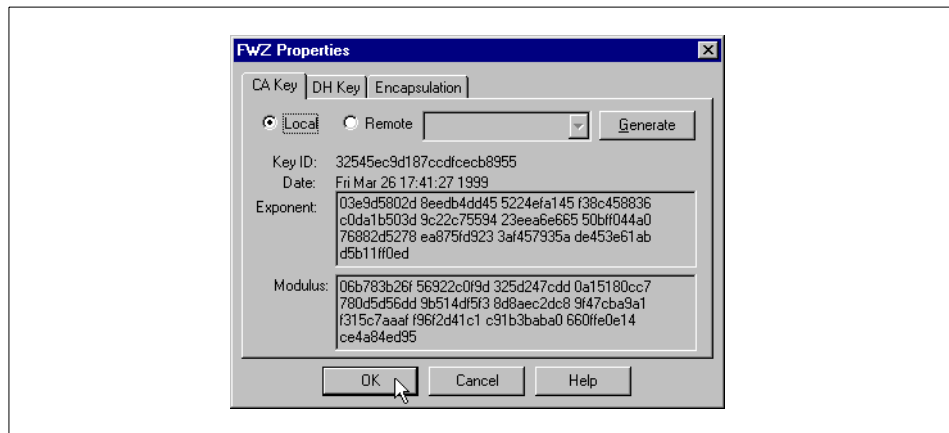 FWZ Properties
CA Key DH Key Encapsulation
Local Remote Generate
Key ID: 32545ec9d187ccdfcecb8955
Date: Fri Mar 26 17:41:27 1999
Exponent: 03e9d5802d 8eedb4dd45 5224efa145 f38c458836
c0da1b503d 9c22c75594 23eea6e665 50bff044a0
76882d5278 ea875fd923 3af457935a de453e61ab
d5b11ff0ed
Modulus: 06b783b26f 56922c0f9d 325d247cdd 0a15180cc7
780d5d56dd 9b514df5f3 8d8aec2dc8 9f47cba9a1
f315c7aaaf f96f2d41c1 c91b3baba0 660ffe0e14
ce4a84ed95
OK Cancel Help